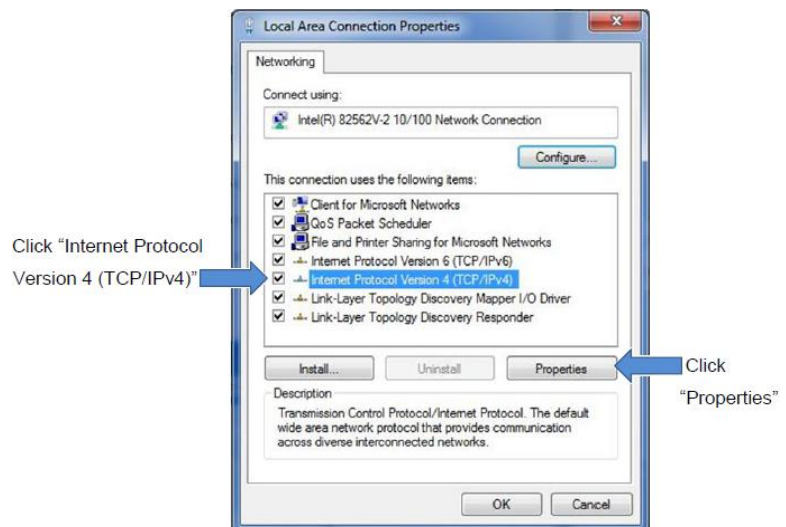 Local Area Connection Properties
Networking
Connect using:
Intel(R) 82562V-2 10/100 Network Connection
Configure...
This connection uses the following items:
Client for Microsoft Networks
QoS Packet Scheduler
File and Printer Sharing for Microsoft Networks
Internet Protocol Version 6 (TCP/IPv6)
Internet Protocol Version 4 (TCP/IPv4)
Link-Layer Topology Discovery Mapper I/O Driver
Link-Layer Topology Discovery Responder
Click “Internet Protocol
Version 4 (TCP/IPv4)”
Install...
Uninstall
Properties
Click
“Properties”
Description
Transmission Control Protocol/Internet Protocol. The default
wide area network protocol that provides communication
across diverse interconnected networks.
OK
Cancel